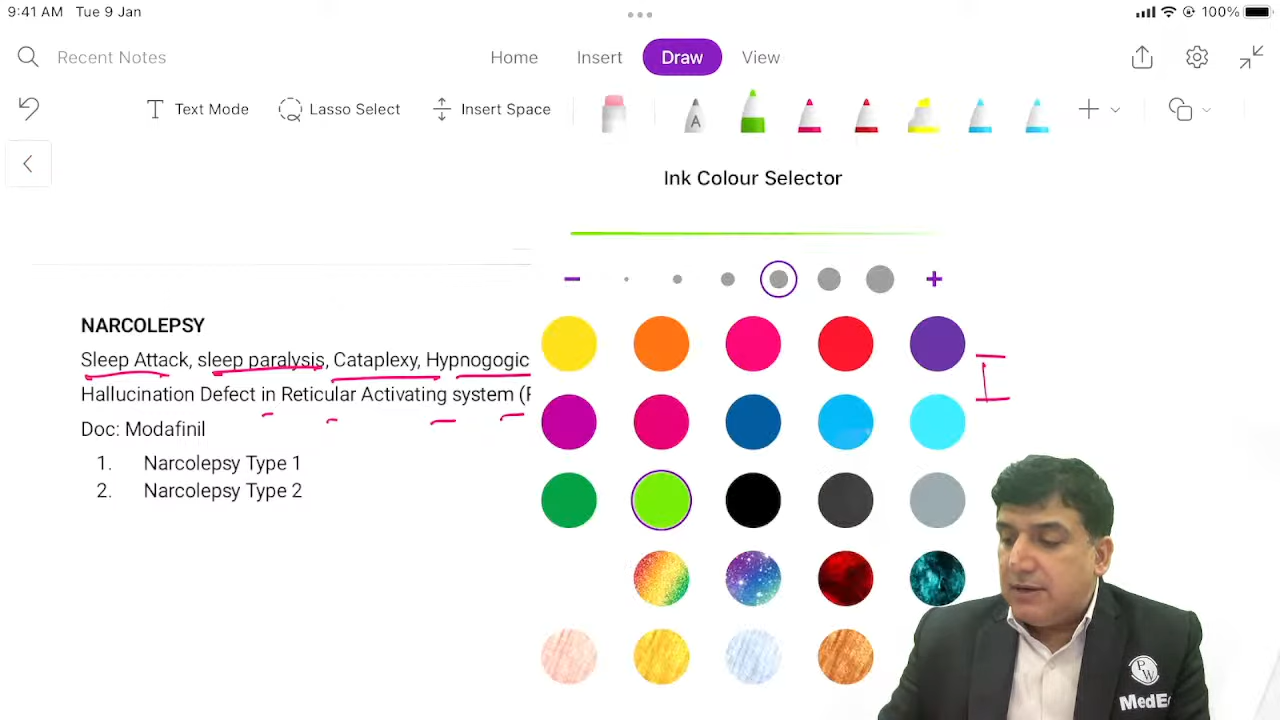 9:41 AM Tue 9 Jan
100%
Recent Notes
Home Insert Draw View
Text Mode Lasso Select Insert Space
A
Ink Colour Selector
NARCOLEPSY
Sleep Attack, sleep paralysis, Cataplexy, Hypnogogic
Hallucination Defect in Reticular Activating system (
Doc: Modafinil
1. Narcolepsy Type 1
2. Narcolepsy Type 2
I
PW
MedE